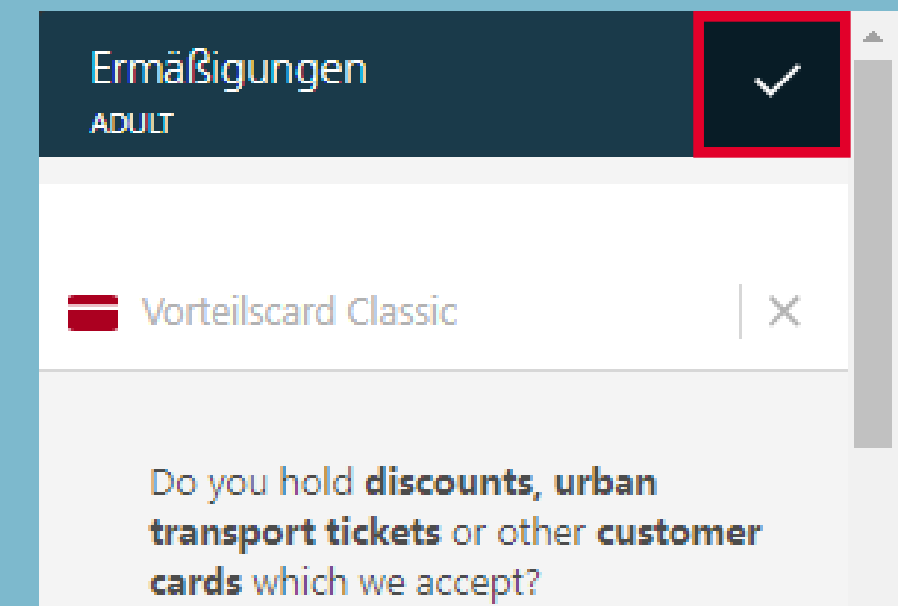 Ermäßigungen
ADULT
Vorteilscard Classic
Do you hold discounts, urban
transport tickets or other customer
cards which we accept?